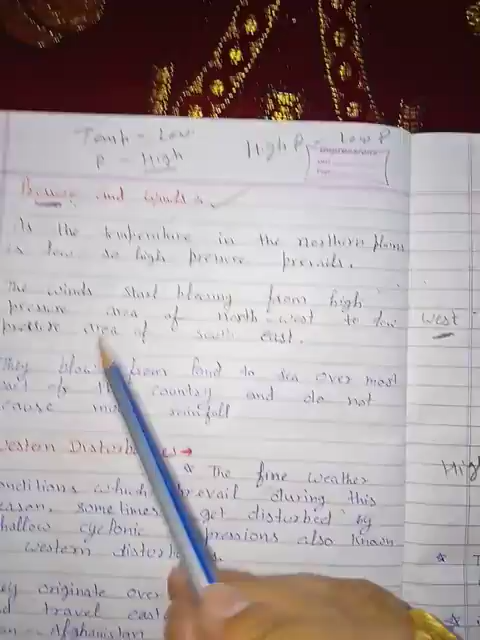 Temp - Low
P - High
High P Low P
Pressure and Winds
As the temperature in the northern plains
is low so high pressure prevails.
The winds start blowing from high
pressure area of north-west to low
pressure area of south east.
west
They blow from land to sea over most
of the country and do not
cause rainfall
Western Disturbances →
* The fine weather
conditions which prevail during this
season, sometimes get disturbed by
shallow cyclonic depressions also known
western disturbances.
They originate over
travel east
Afghanistan